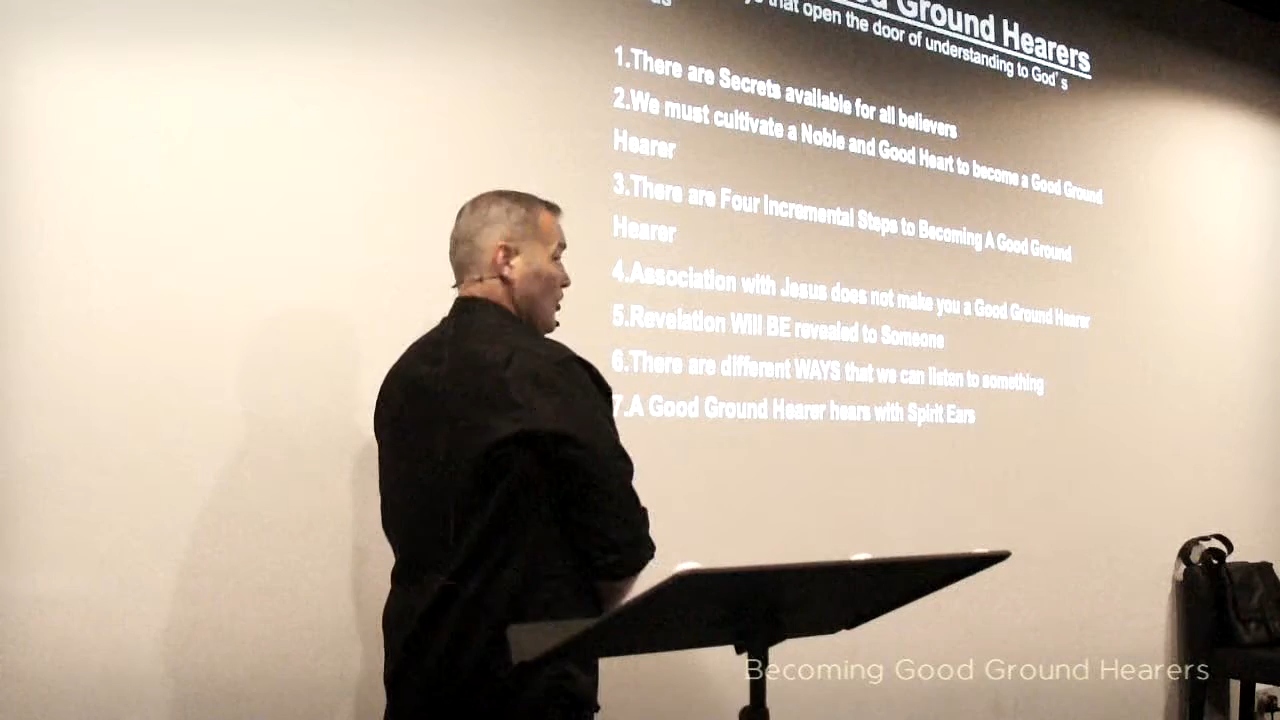 Ground Hearers
that open the door of understanding to God's
1.There are Secrets available for all believers
2.We must cultivate a Noble and Good Heart to become a Good Ground
Hearer
3.There are Four Incremental Steps to Becoming A Good Ground
Hearer
4.Association with Jesus does not make you a Good Ground Hearer
5.Revelation Will BE revealed to Someone
6.There are different WAYS that we can listen to something
7.A Good Ground Hearer hears with Spirit Ears
Becoming Good Ground Hearers